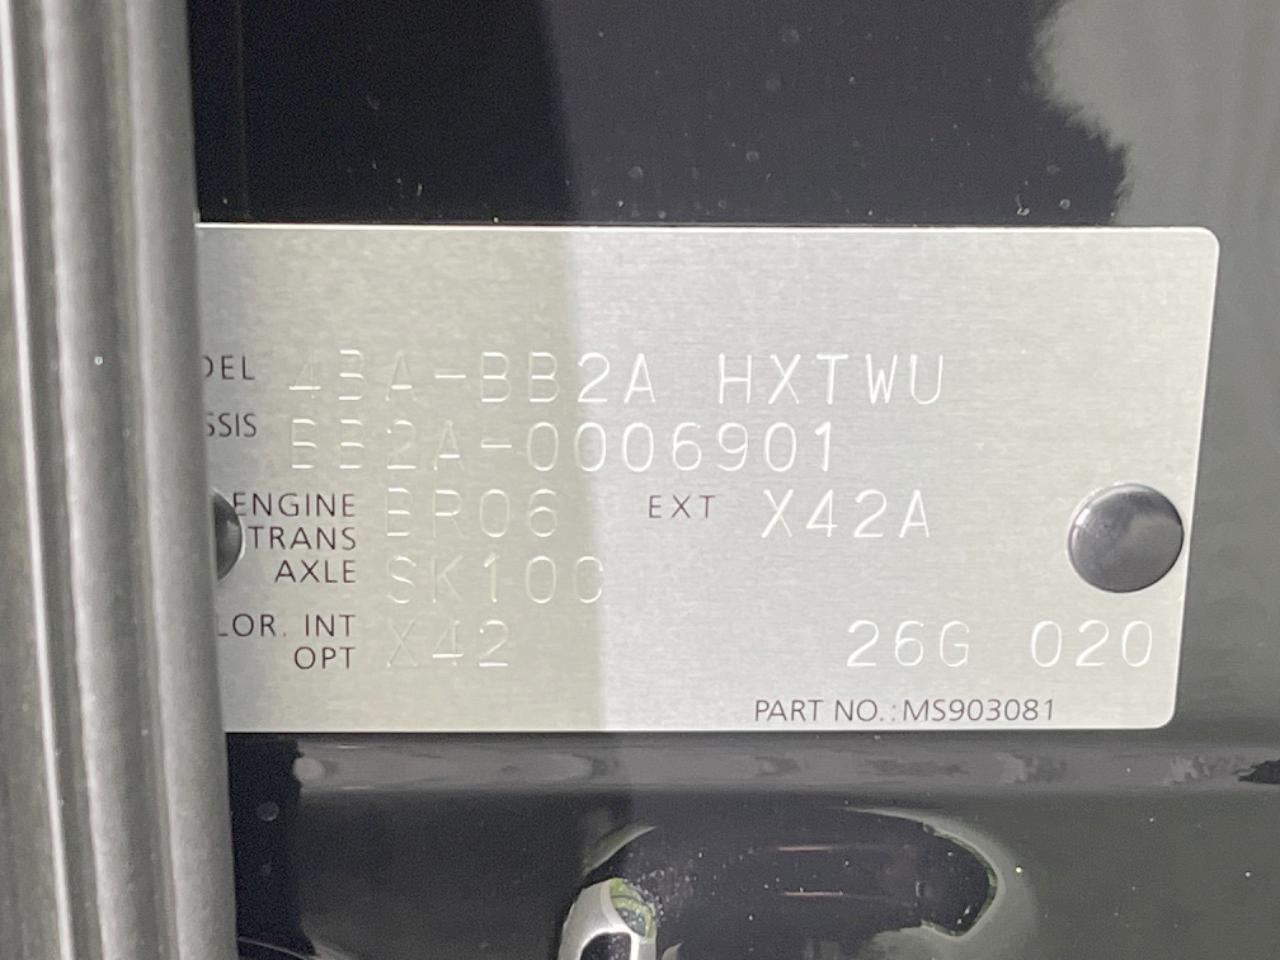 DEL 4BA-BB2A HXTWU
SSIS BB2A-0006901
ENGINE BR06 EXT X42A
TRANS
AXLE SK10C
LOR. INT X42 26G 020
OPT
PART NO.: MS903081